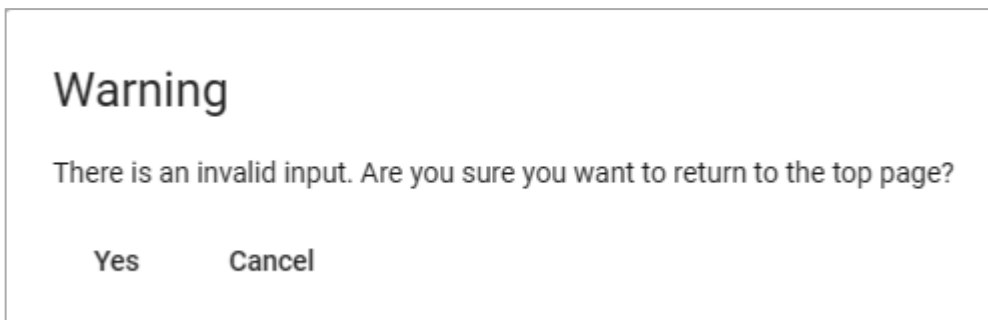 Warning
There is an invalid input. Are you sure you want to return to the top page?
Yes Cancel